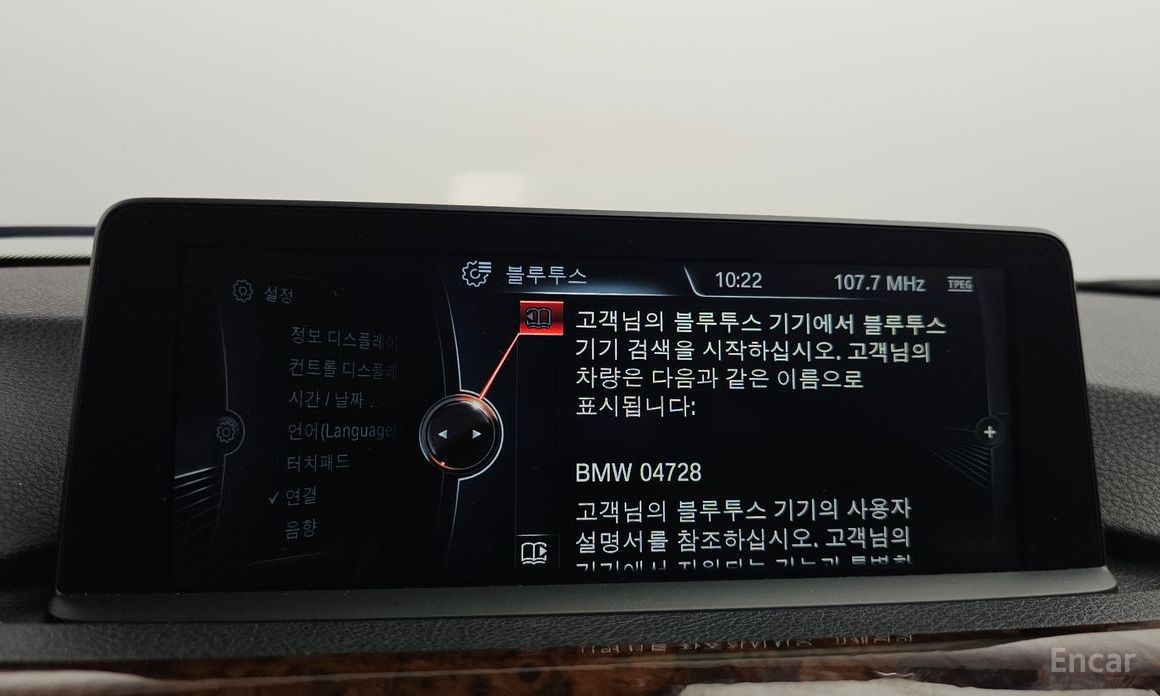 설정
정보 디스플레이
컨트롤 디스플레
시간 / 날짜
언어(Language)
터치패드
연결
음향
블루투스
10:22
107.7 MHz
TPEG
고객님의 블루투스 기기에서 블루투스
기기 검색을 시작하십시오. 고객님의
차량은 다음과 같은 이름으로
표시됩니다:
BMW 04728
고객님의 블루투스 기기의 사용자
설명서를 참조하십시오. 고객님의
Encar